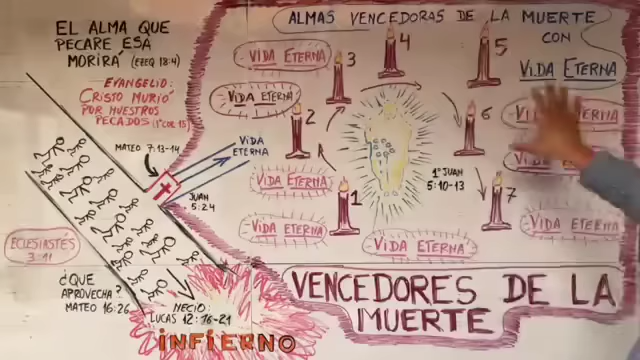 EL ALMA QUE
PECARE ESA
MORIRÁ (EZEQ 18:4)
EVANGELIO:
CRISTO MURIÓ
POR NUESTROS
PECADOS (1ª COR 15)
MATEO 7:13-14
VIDA
ETERNA
JUAN
5:24
ECLESIASTÉS
3:11
¿QUE
APROVECHA?
MATEO 16:26
NECIO
LUCAS 12:16-21
INFIERNO
ALMAS VENCEDORAS DE LA MUERTE
CON
VIDA ETERNA
VIDA ETERNA
VIDA ETERNA
VIDA ETERNA
VIDA ETERNA
VIDA ETERNA
VIDA ETERNA
1
2
3
4
5
6
7
1º JUAN
5:10-13
VENCEDORES DE LA
MUERTE